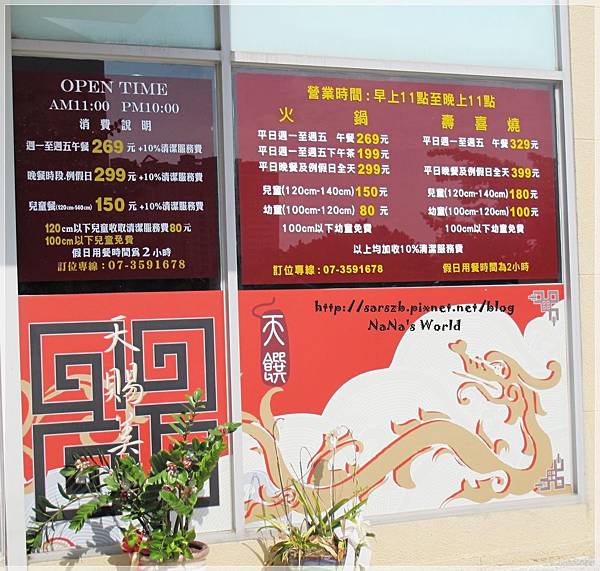 OPEN TIME
AM11:00 PM10:00
消費說明
週一至週五午餐 269 元 +10%清潔服務費
晚餐時段.例假日 299 元 +10%清潔服務費
兒童餐(120cm-140cm) 150 元 +10%清潔服務費
120cm以下兒童收取清潔服務費80元
100cm以下兒童免費
假日用餐時間為2小時
訂位專線:07-3591678
營業時間:早上11點至晚上11點
火鍋
平日週一至週五 午餐269元
平日週一至週五下午茶199元
平日晚餐及例假日全天299元
兒童(120cm-140cm)150元
幼童(100cm-120cm) 80 元
100cm以下幼童免費
壽喜燒
平日週一至週五 午餐329元
平日晚餐及例假日全天399元
兒童(120cm-140cm)180元
幼童(100cm-120cm)100元
100cm以下幼童免費
以上均加收10%清潔服務費
訂位專線:07-3591678
假日用餐時間為2小時
http://sarszb.pixnet.net/blog
NaNa's World
天饌
天賜美